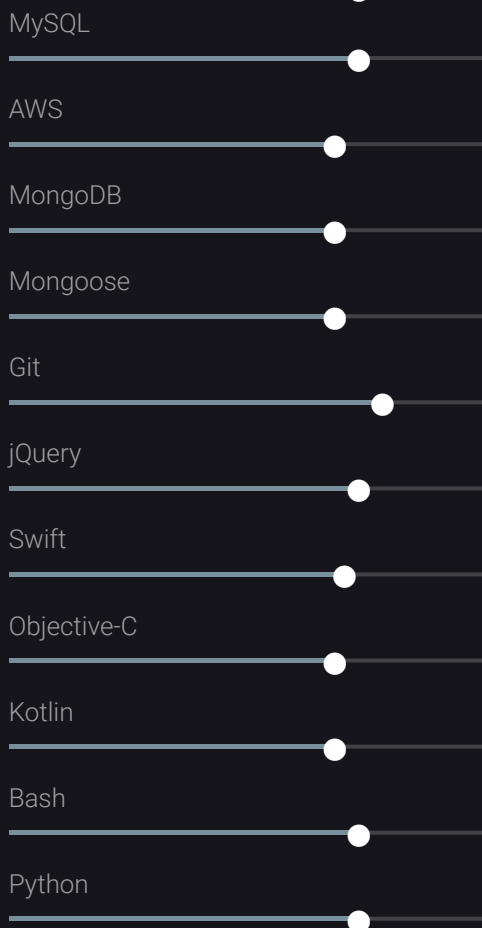 MySQL
AWS
MongoDB
Mongoose
Git
jQuery
Swift
Objective-C
Kotlin
Bash
Python